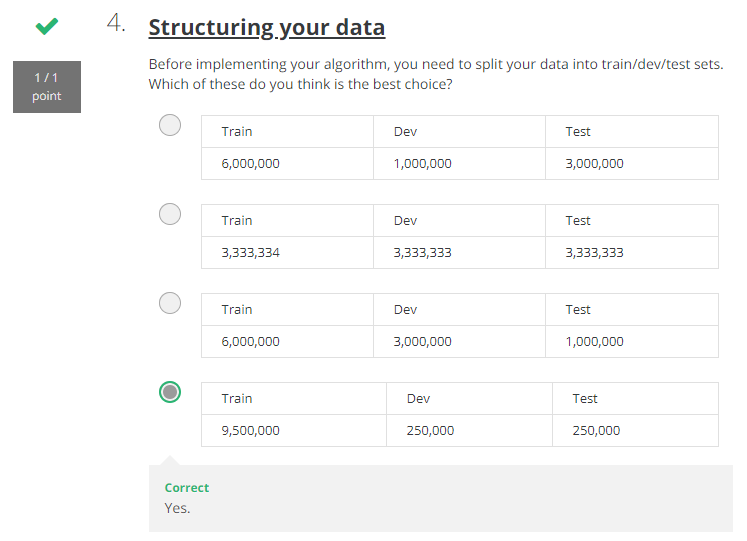 4. Structuring your data
1 / 1
point
Before implementing your algorithm, you need to split your data into train/dev/test sets.
Which of these do you think is the best choice?
Train Dev Test
6,000,000 1,000,000 3,000,000
Train Dev Test
3,333,334 3,333,333 3,333,333
Train Dev Test
6,000,000 3,000,000 1,000,000
Train Dev Test
9,500,000 250,000 250,000
Correct
Yes.